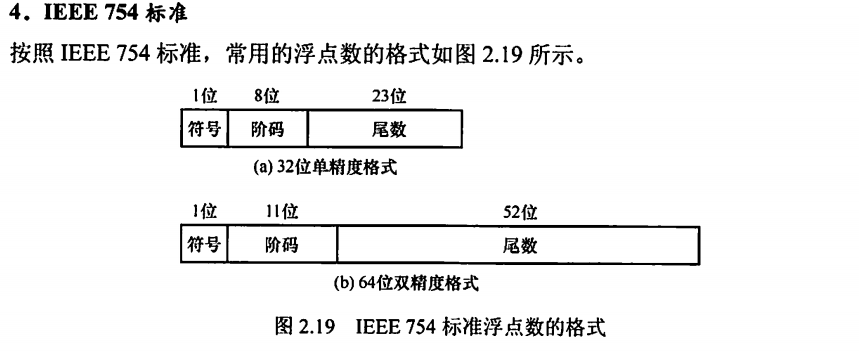 4. IEEE 754 标准
按照 IEEE 754 标准，常用的浮点数的格式如图 2.19 所示。
1位 8位 23位
符号 阶码 尾数
(a) 32位单精度格式
1位 11位 52位
符号 阶码 尾数
(b) 64位双精度格式
图 2.19 IEEE 754 标准浮点数的格式